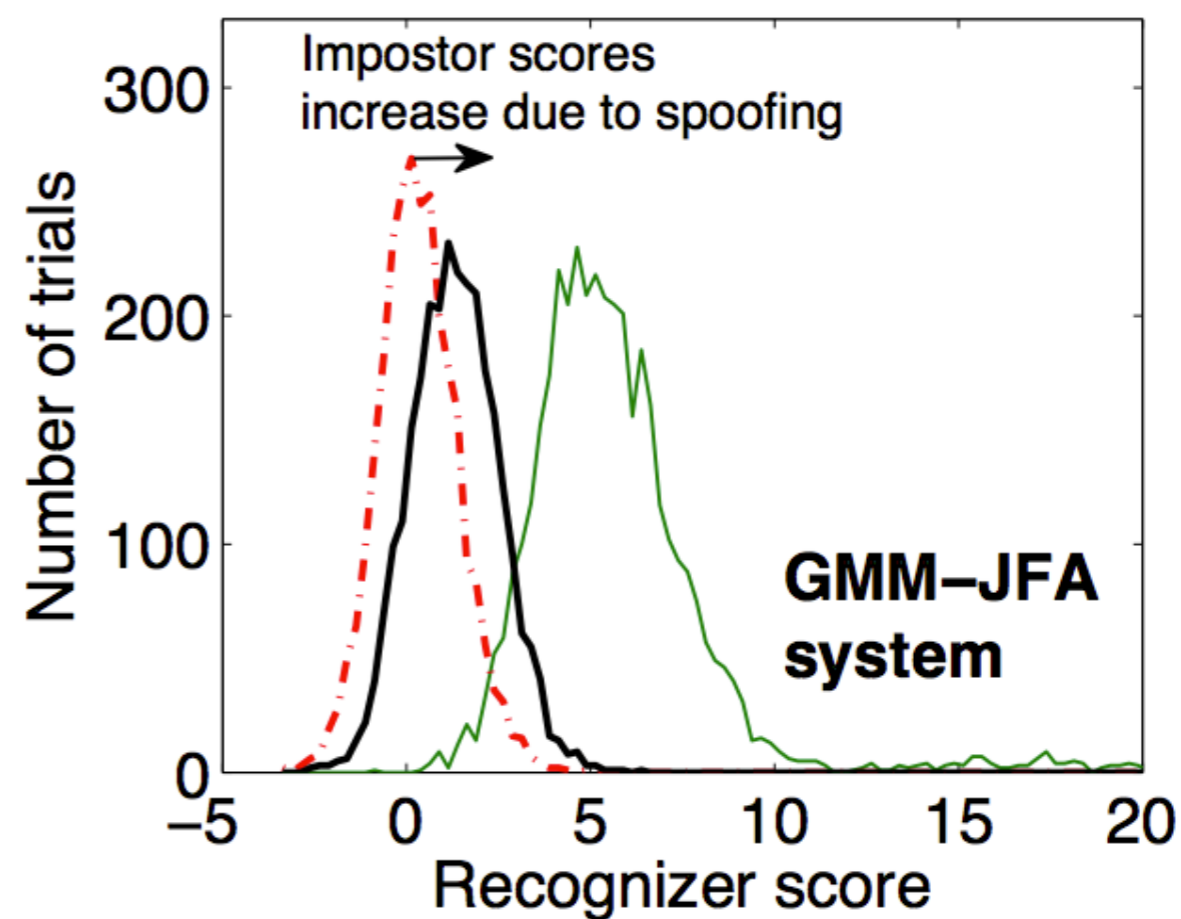 Impostor scores
increase due to spoofing
300
200
100
0
Number of trials
GMM–JFA
system
–5 0 5 10 15 20
Recognizer score